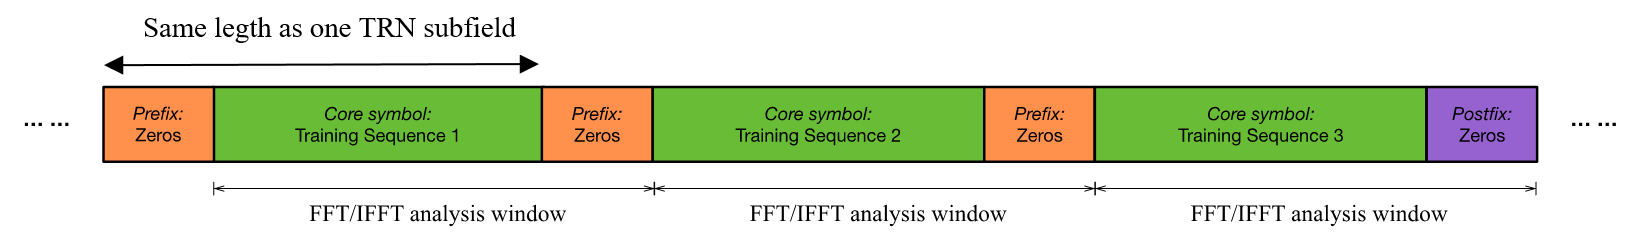 Same legth as one TRN subfield
... ...
Prefix:
Zeros
Core symbol:
Training Sequence 1
Prefix:
Zeros
Core symbol:
Training Sequence 2
Prefix:
Zeros
Core symbol:
Training Sequence 3
Postfix:
Zeros
... ...
FFT/IFFT analysis window
FFT/IFFT analysis window
FFT/IFFT analysis window